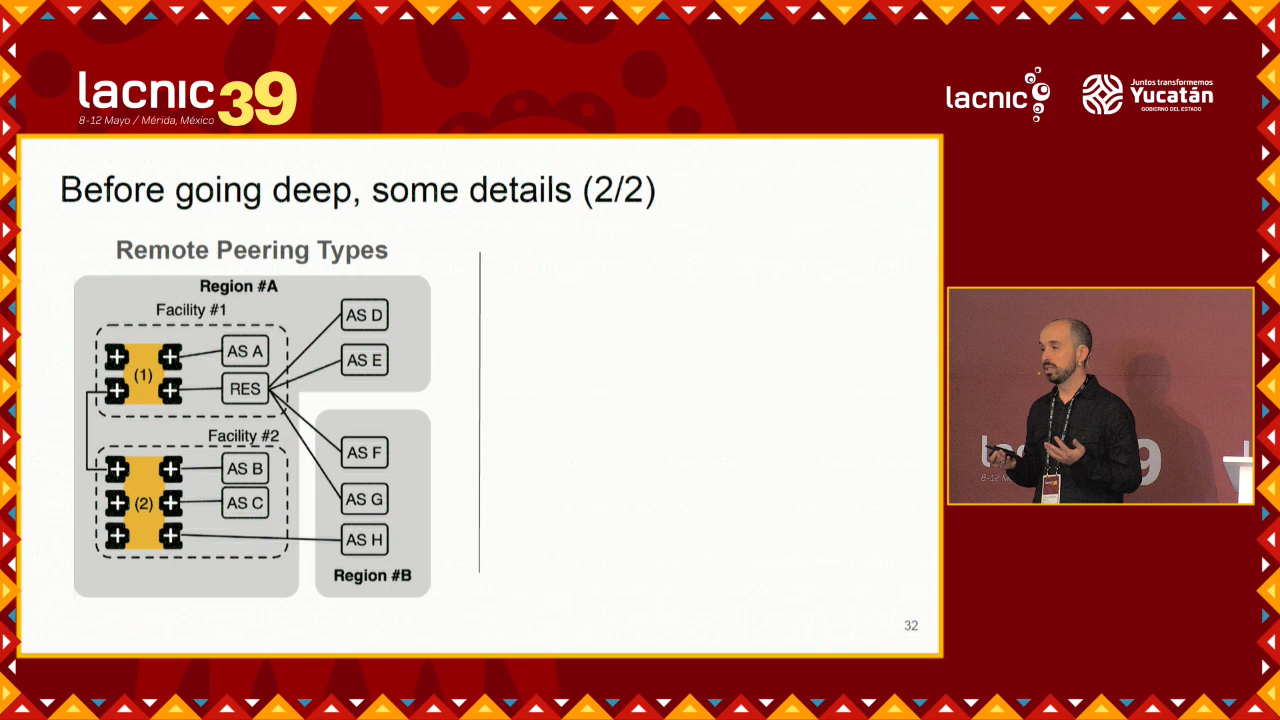 lacnic 39
8-12 Mayo / Mérida, México
lacnic
Juntos transformemos
Yucatán
GOBIERNO DEL ESTADO
Before going deep, some details (2/2)
Remote Peering Types
Region #A
Facility #1
AS A
RES
(1)
AS D
AS E
Facility #2
AS B
AS C
(2)
AS F
AS G
AS H
Region #B
32